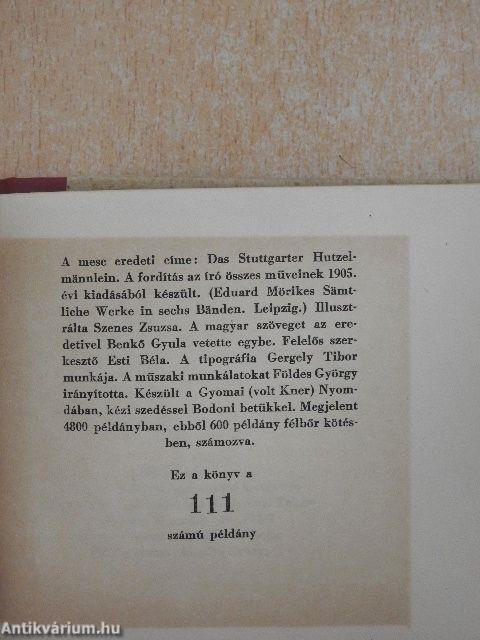 A mese eredeti címe: Das Stuttgarter Hutzel-
männlein. A fordítás az író összes műveinek 1905.
évi kiadásából készült. (Eduard Mörikes Sämt-
liche Werke in sechs Bänden. Leipzig.) Illuszt-
rálta Szenes Zsuzsa. A magyar szöveget az ere-
detivel Benkő Gyula vetette egybe. Felelős szer-
kesztő Esti Béla. A tipográfia Gergely Tibor
munkája. A műszaki munkálatokat Földes György
irányította. Készült a Gyomai (volt Kner) Nyom-
dában, kézi szedéssel Bodoni betükkel. Megjelent
4800 példányban, ebből 600 példány félbőr kötés-
ben, számozva.
Ez a könyv a
111
számú példány
Antikvárium.hu